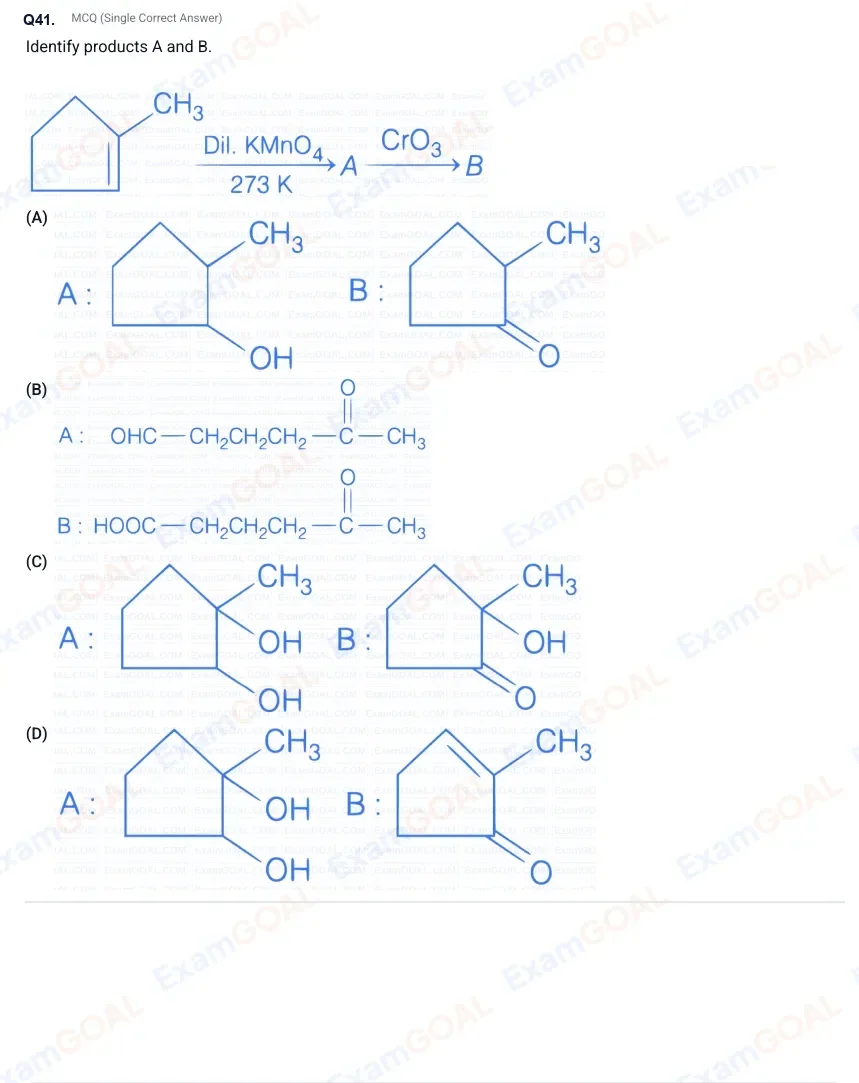 Q41. MCQ (Single Correct Answer)
Identify products A and B.
CH₃
Dil. KMnO₄ CrO₃
A B
273 K
(A)
CH₃ CH₃
A : B :
OH O
(B)
O
A : OHC—CH₂CH₂CH₂—C—CH₃
O
B : HOOC—CH₂CH₂CH₂—C—CH₃
(C)
CH₃ CH₃
A : OH B : OH
OH O
(D)
CH₃ CH₃
A : OH B :
OH O
ExamGOAL